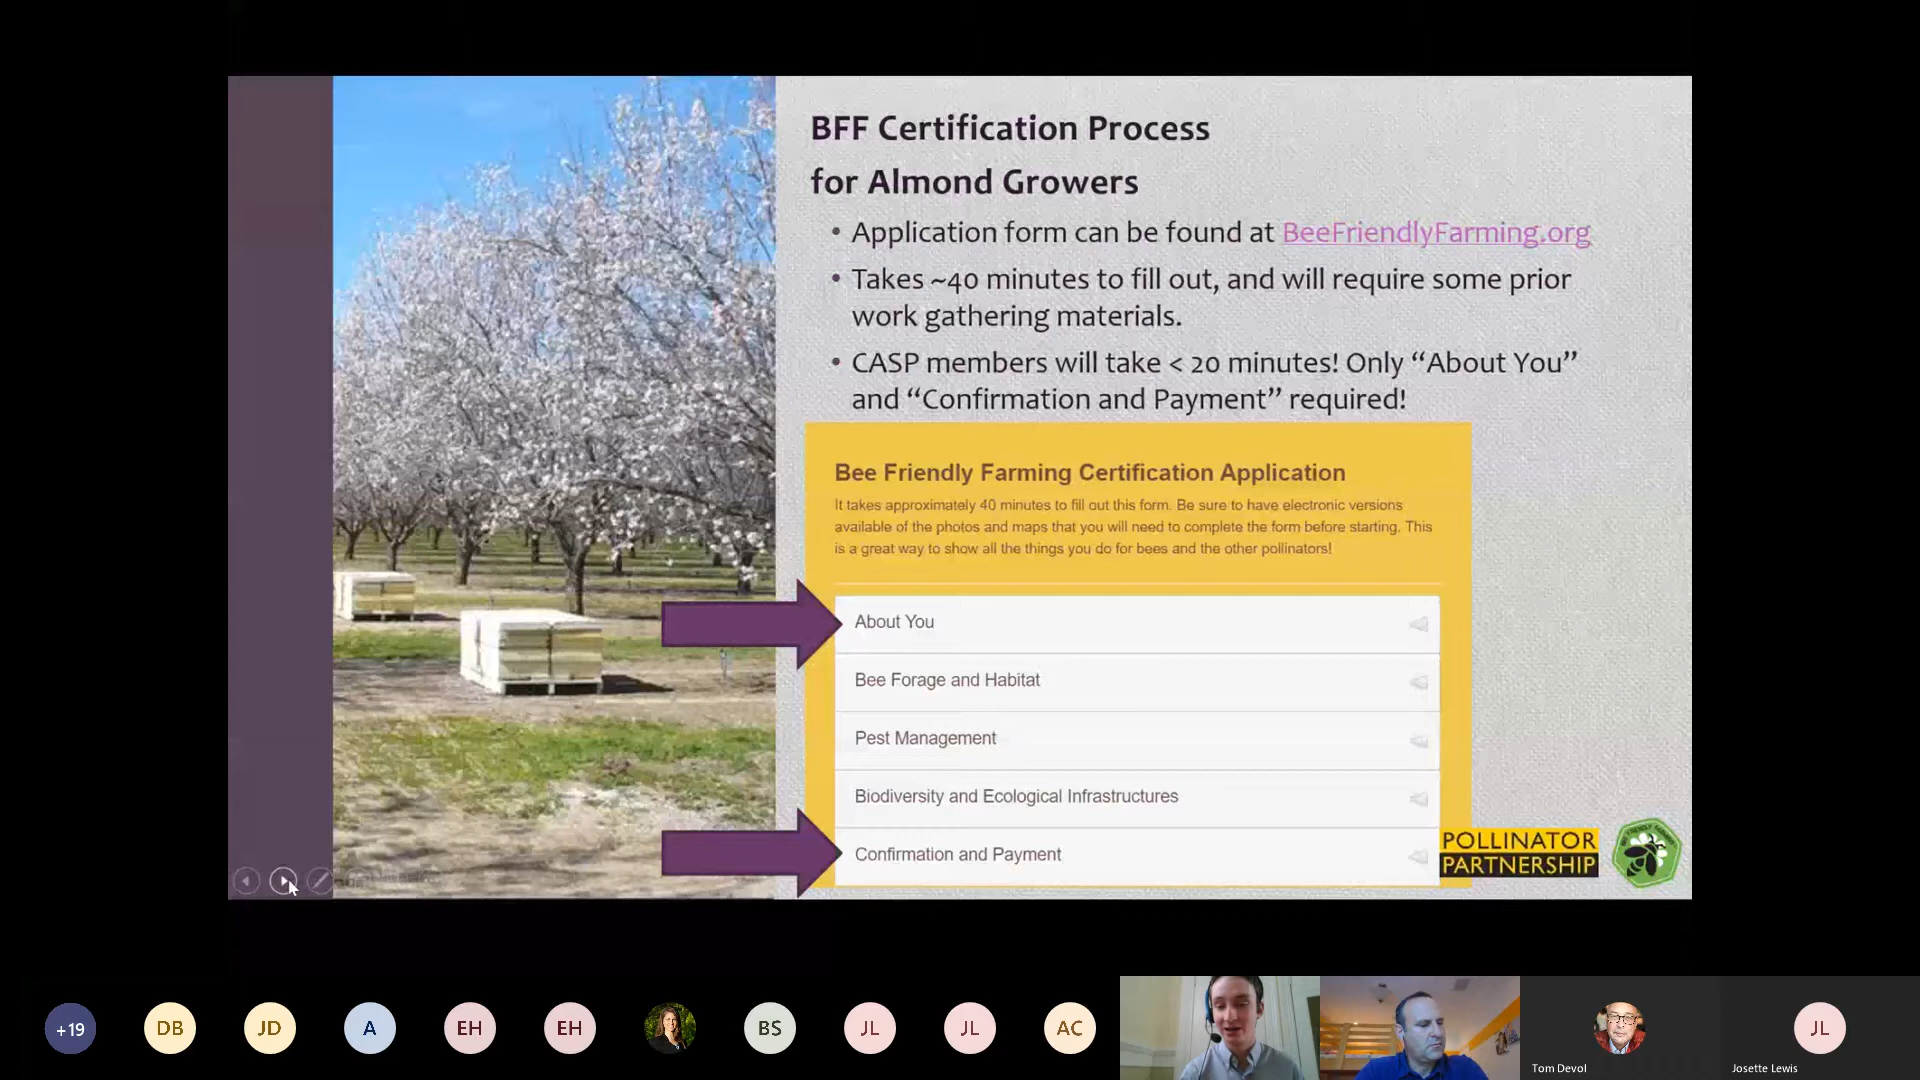 BFF Certification Process
for Almond Growers
• Application form can be found at BeeFriendlyFarming.org
• Takes ~40 minutes to fill out, and will require some prior
work gathering materials.
• CASP members will take < 20 minutes! Only “About You”
and “Confirmation and Payment” required!
Bee Friendly Farming Certification Application
It takes approximately 40 minutes to fill out this form. Be sure to have electronic versions
available of the photos and maps that you will need to complete the form before starting. This
is a great way to show all the things you do for bees and the other pollinators!
About You
Bee Forage and Habitat
Pest Management
Biodiversity and Ecological Infrastructures
Confirmation and Payment
POLLINATOR
PARTNERSHIP
BEE FRIENDLY FARMING
+19
DB
JD
A
EH
EH
BS
JL
JL
AC
JL
Tom Devol
Josette Lewis